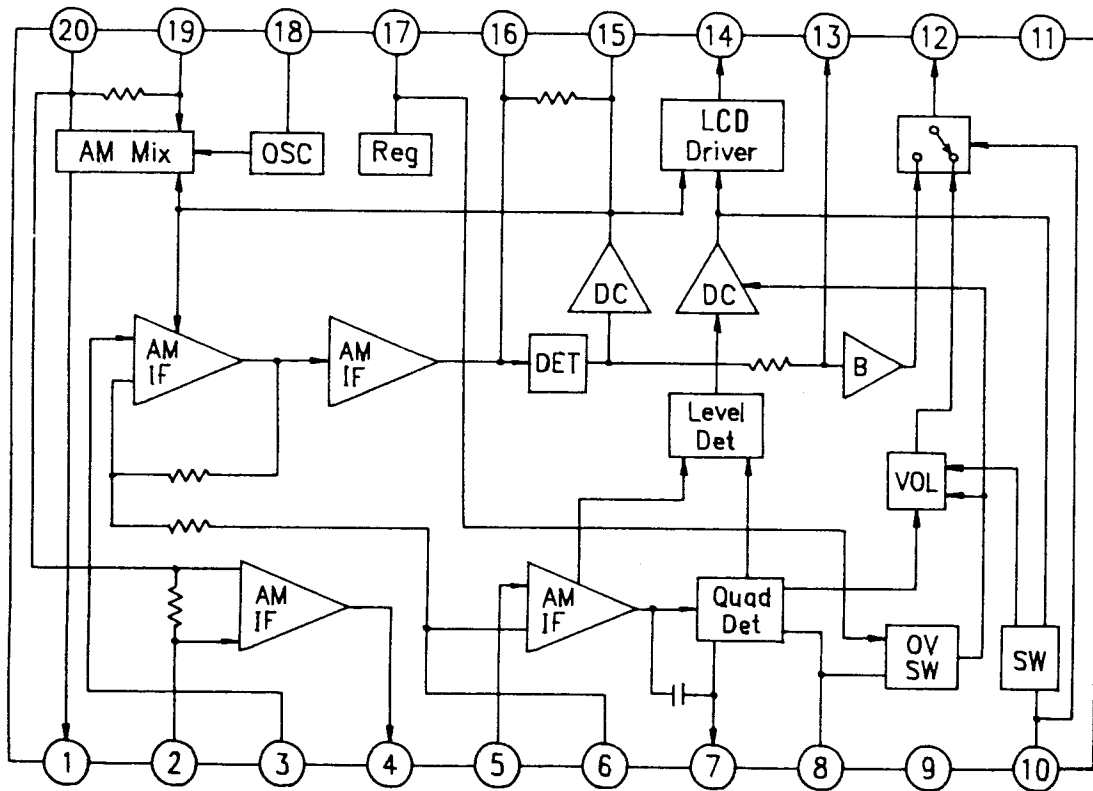 20 19 18 17 16 15 14 13 12 11
AM Mix
OSC
Reg
LCD
Driver
DC
DC
AM
IF
AM
IF
DET
B
Level
Det
VOL
AM
IF
AM
IF
Quad
Det
OV
SW
SW
1 2 3 4 5 6 7 8 9 10